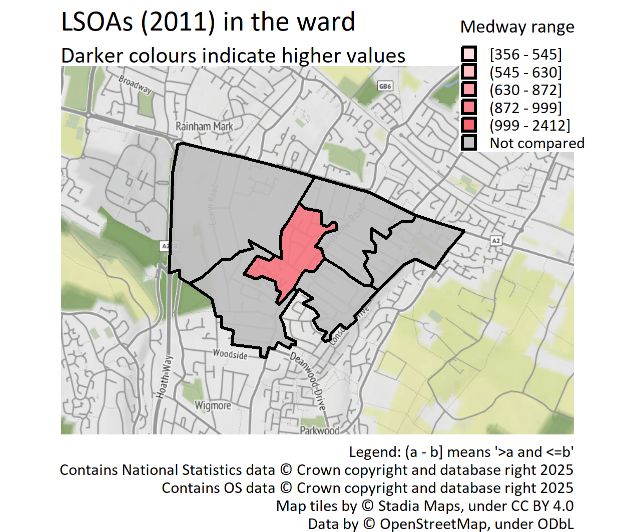 LSOAs (2011) in the ward
Darker colours indicate higher values
Medway range
[356 - 545]
(545 - 630]
(630 - 872]
(872 - 999]
(999 - 2412]
Not compared
Broadway
GB6
Rainham Mark
A2
A2
Woodside
Deanwood Drive
Hoath Way
Wigmore
Parkwood
Legend: (a - b] means '>a and <=b'
Contains National Statistics data © Crown copyright and database right 2025
Contains OS data © Crown copyright and database right 2025
Map tiles by © Stadia Maps, under CC BY 4.0
Data by © OpenStreetMap, under ODbL